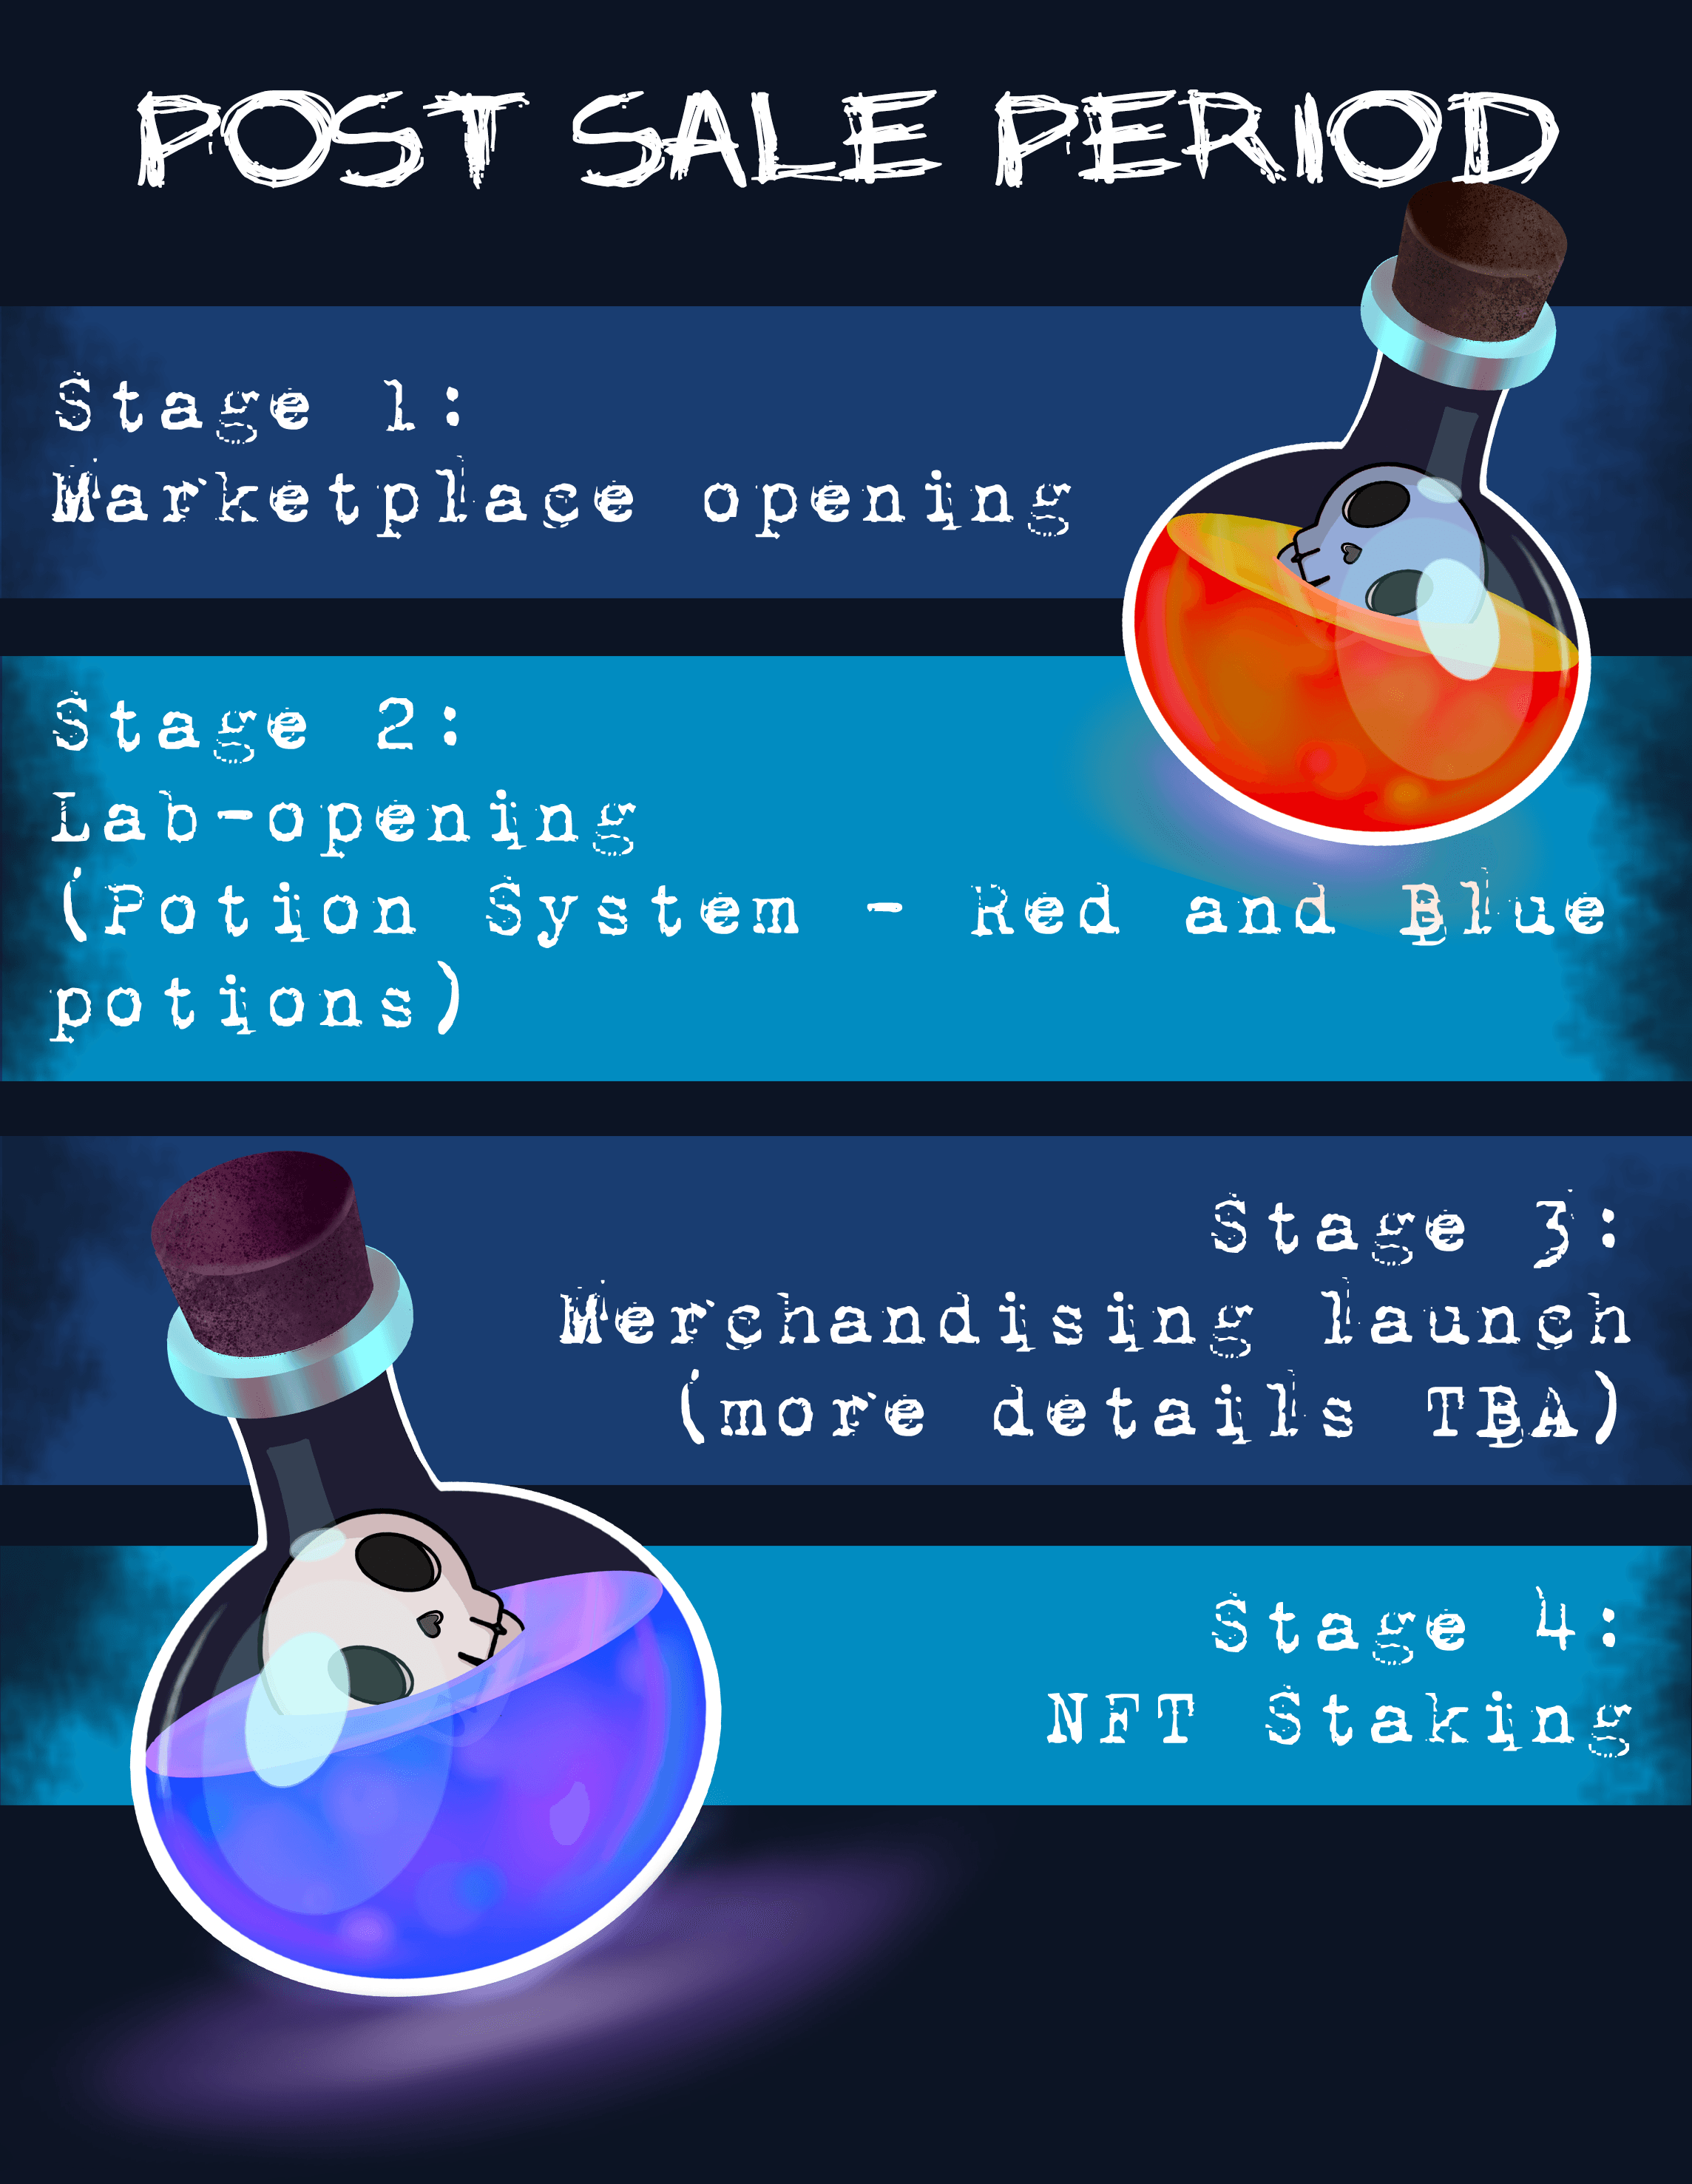 POST SALE PERIOD
Stage 1:
Marketplace opening
Stage 2:
Lab-opening
(Potion System - Red and Blue
potions)
Stage 3:
Merchandising launch
(more details TBA)
Stage 4:
NFT Staking